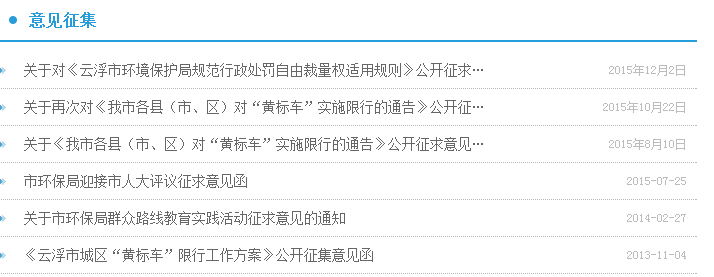 意见征集
关于对《云浮市环境保护局规范行政处罚自由裁量权适用规则》公开征求… 2015年12月2日
关于再次对《我市各县（市、区）对“黄标车”实施限行的通告》公开征… 2015年10月22日
关于《我市各县（市、区）对“黄标车”实施限行的通告》公开征求意见… 2015年8月10日
市环保局迎接市人大评议征求意见函 2015-07-25
关于市环保局群众路线教育实践活动征求意见的通知 2014-02-27
《云浮市城区“黄标车”限行工作方案》公开征集意见函 2013-11-04